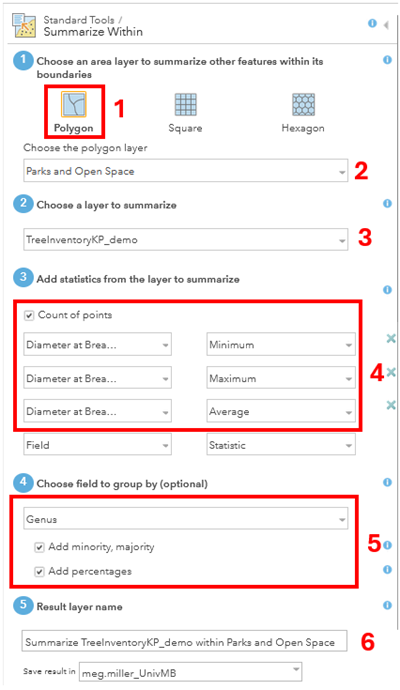 Standard Tools /
Summarize Within
1 Choose an area layer to summarize other features within its
boundaries
1
Polygon Square Hexagon
Choose the polygon layer
Parks and Open Space 2
2 Choose a layer to summarize
TreeInventoryKP_demo 3
3 Add statistics from the layer to summarize
Count of points
Diameter at Brea... Minimum
Diameter at Brea... Maximum 4
Diameter at Brea... Average
Field Statistic
4 Choose field to group by (optional)
Genus
Add minority, majority 5
Add percentages
5 Result layer name
Summarize TreeInventoryKP_demo within Parks and Open Space 6
Save result in meg.miller_UnivMB